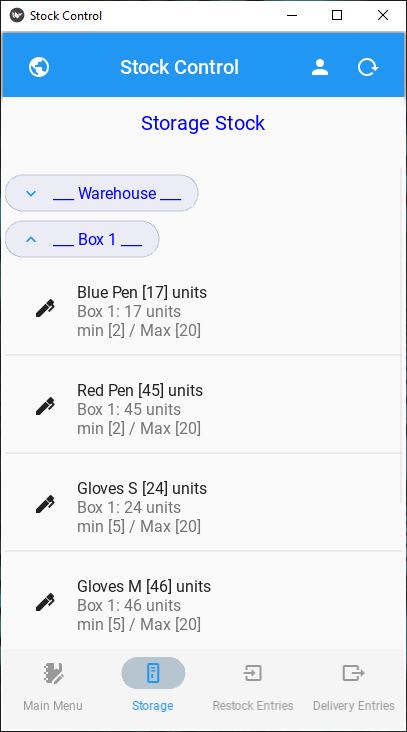 Stock Control
Stock Control
Storage Stock
___ Warehouse ___
___ Box 1 ___
Blue Pen [17] units
Box 1: 17 units
min [2] / Max [20]
Red Pen [45] units
Box 1: 45 units
min [2] / Max [20]
Gloves S [24] units
Box 1: 24 units
min [5] / Max [20]
Gloves M [46] units
Box 1: 46 units
min [5] / Max [20]
Main Menu
Storage
Restock Entries
Delivery Entries